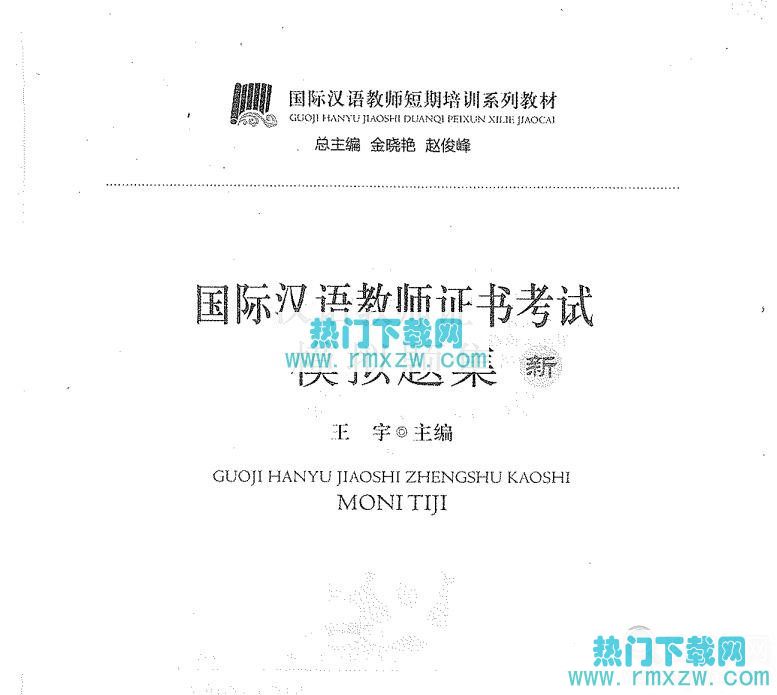 国际汉语教师短期培训系列教材
GUOJI HANYU JIAOSHI DUANQI PEIXUN XILIE JIAOCAI
总主编 金晓艳 赵俊峰
国际汉语教师证书考试
热门下载网
www.rmxzw.com
模拟题集 新
王 宇◎主编
GUOJI HANYU JIAOSHI ZHENGSHU KAOSHI
MONI TIJI
热门下载网
www.rmxzw.com